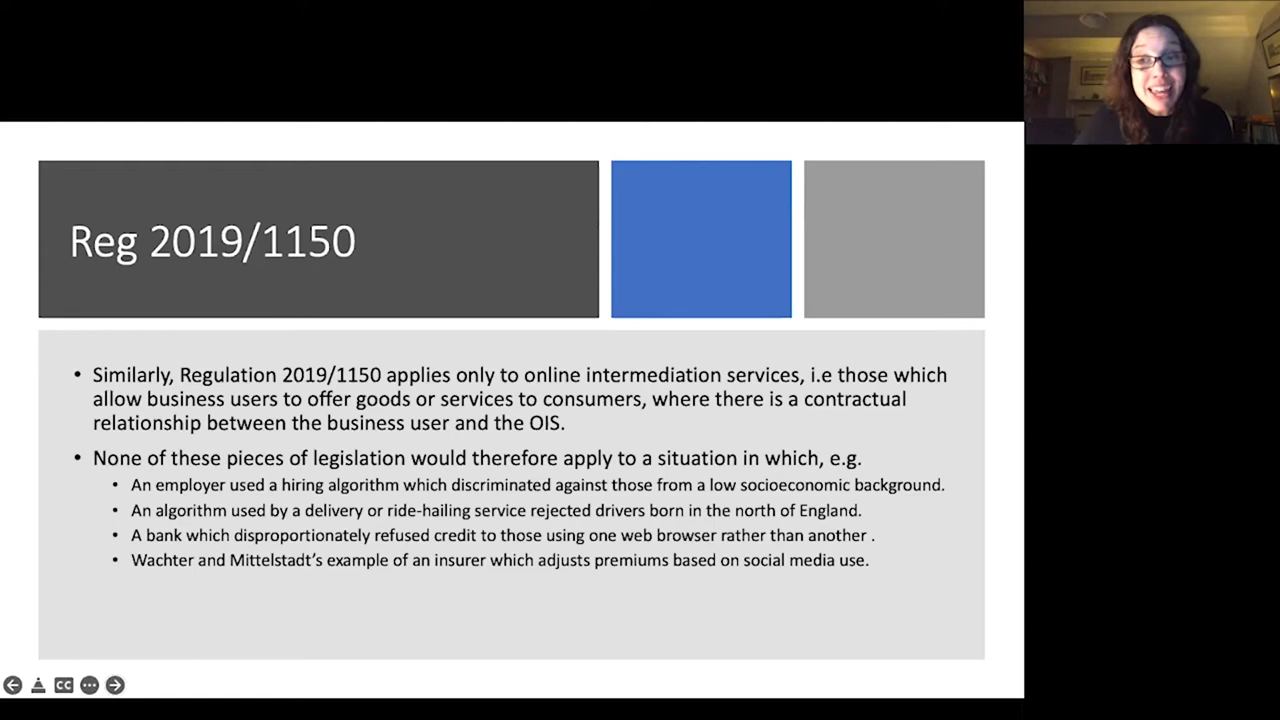 Reg 2019/1150
• Similarly, Regulation 2019/1150 applies only to online intermediation services, i.e those which
allow business users to offer goods or services to consumers, where there is a contractual
relationship between the business user and the OIS.
• None of these pieces of legislation would therefore apply to a situation in which, e.g.
• An employer used a hiring algorithm which discriminated against those from a low socioeconomic background.
• An algorithm used by a delivery or ride-hailing service rejected drivers born in the north of England.
• A bank which disproportionately refused credit to those using one web browser rather than another .
• Wachter and Mittelstadt's example of an insurer which adjusts premiums based on social media use.
CC